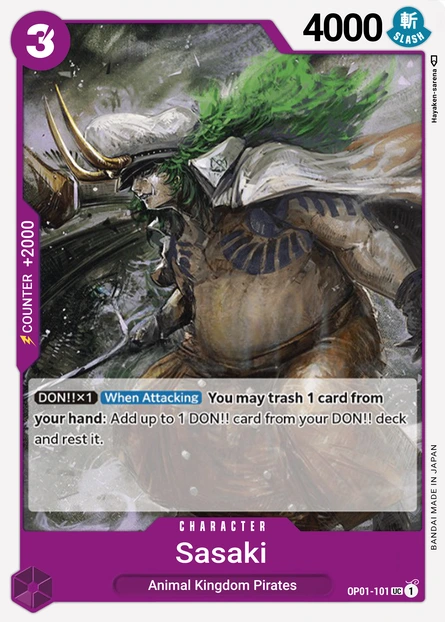 3
4000
斬
SLASH
Hayaken-sarena
COUNTER +2000
DON!!×1 When Attacking You may trash 1 card from
your hand: Add up to 1 DON!! card from your DON!! deck
and rest it.
BANDAI MADE IN JAPAN
CHARACTER
Sasaki
Animal Kingdom Pirates
OP01-101 UC 1